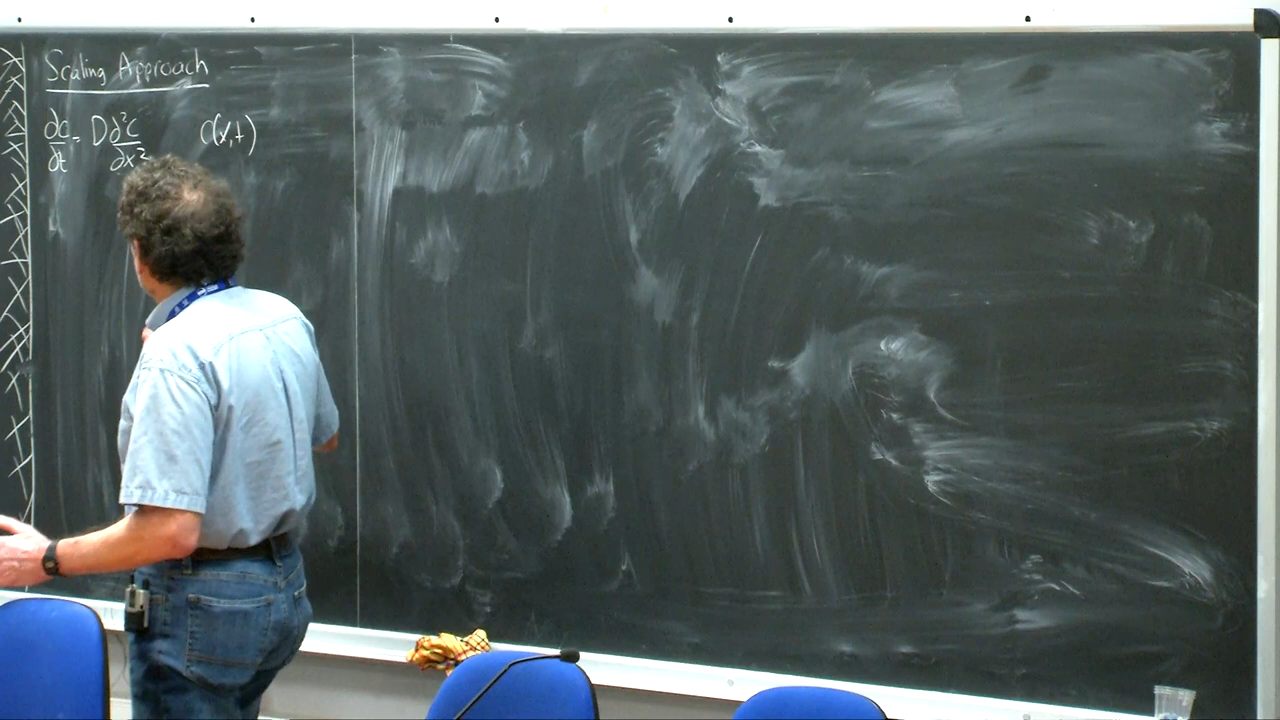 Scaling Approach
∂c/∂t = D ∂²c/∂x² C(x,t)